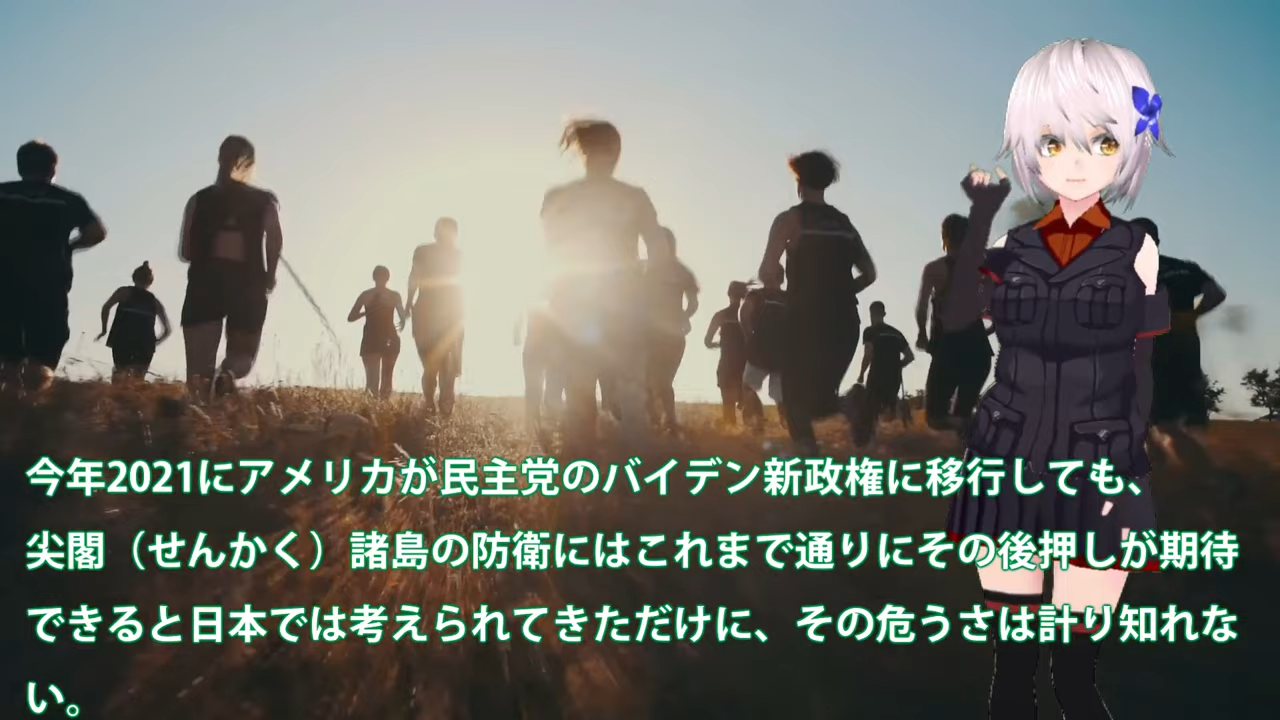 今年2021にアメリカが民主党のバイデン新政権に移行しても、
尖閣（せんかく）諸島の防衛にはこれまで通りにその後押しが期待
できると日本では考えられてきただけに、その危うさは計り知れな
い。